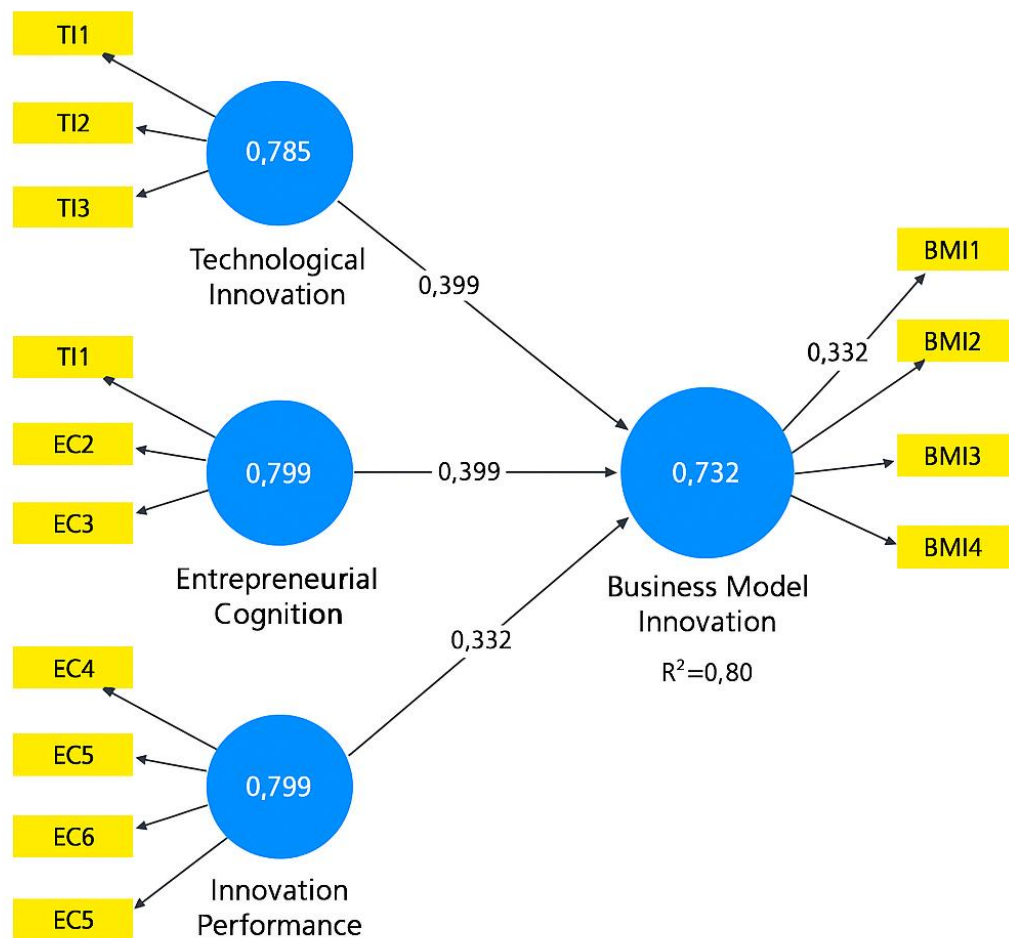 TI1
TI2
TI3
0,785
Technological
Innovation
0,399
TI1
EC2
EC3
0,799
Entrepreneurial
Cognition
0,399
EC4
EC5
EC6
EC5
0,799
Innovation
Performance
0,332
0,732
Business Model
Innovation
R²=0,80
0,332
BMI1
BMI2
BMI3
BMI4